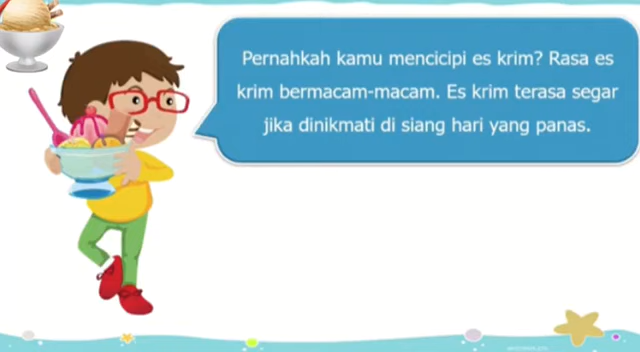 Pernahkah kamu mencicipi es krim? Rasa es
krim bermacam-macam. Es krim terasa segar
jika dinikmati di siang hari yang panas.